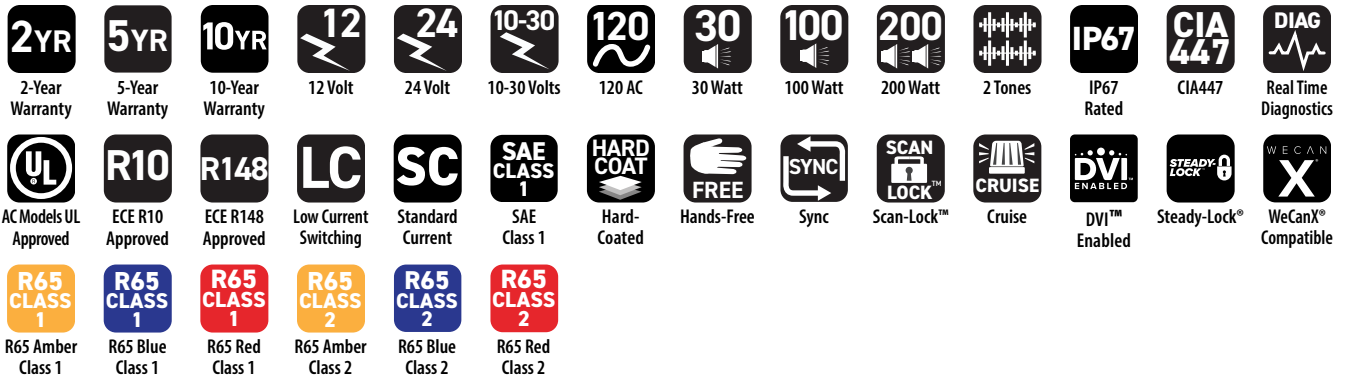 2YR
5YR
10YR
12
24
10-30
120
30
100
200
IP67
CIA
447
DIAG
2-Year
Warranty
5-Year
Warranty
10-Year
Warranty
12 Volt
24 Volt
10-30 Volts
120 AC
30 Watt
100 Watt
200 Watt
2 Tones
IP67
Rated
CIA447
Real Time
Diagnostics
UL
R10
R148
LC
SC
SAE
CLASS
1
HARD
COAT
FREE
SYNC
SCAN
LOCK™
CRUISE
DVI™
ENABLED
STEADY-
LOCK®
WECAN
X®
AC Models UL
Approved
ECE R10
Approved
ECE R148
Approved
Low Current
Switching
Standard
Current
SAE
Class 1
Hard-
Coated
Hands-Free
Sync
Scan-Lock™
Cruise
DVI™
Enabled
Steady-Lock®
WeCanX®
Compatible
R65
CLASS
1
R65
CLASS
1
R65
CLASS
1
R65
CLASS
2
R65
CLASS
2
R65
CLASS
2
R65 Amber
Class 1
R65 Blue
Class 1
R65 Red
Class 1
R65 Amber
Class 2
R65 Blue
Class 2
R65 Red
Class 2